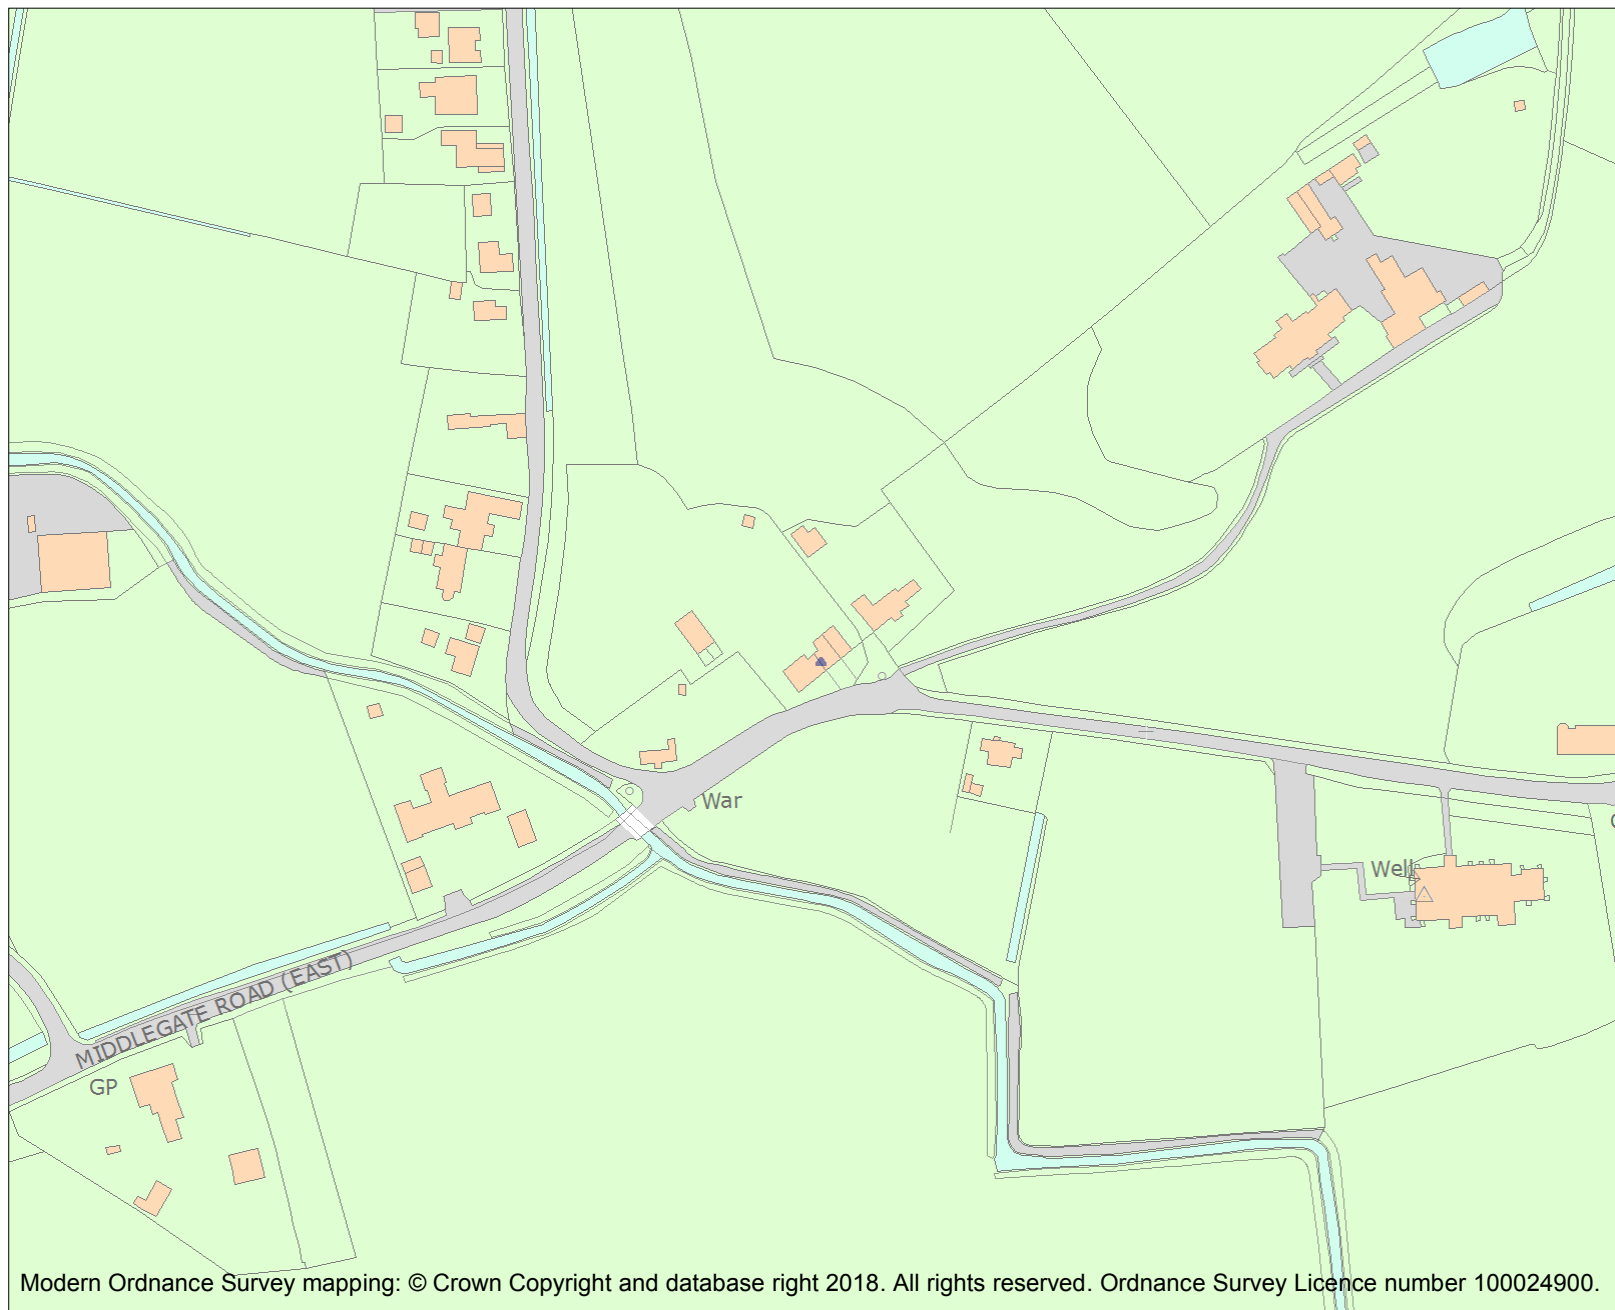 War
Well
MIDDLEGATE ROAD (EAST)
GP
Modern Ordnance Survey mapping: © Crown Copyright and database right 2018. All rights reserved. Ordnance Survey Licence number 100024900.